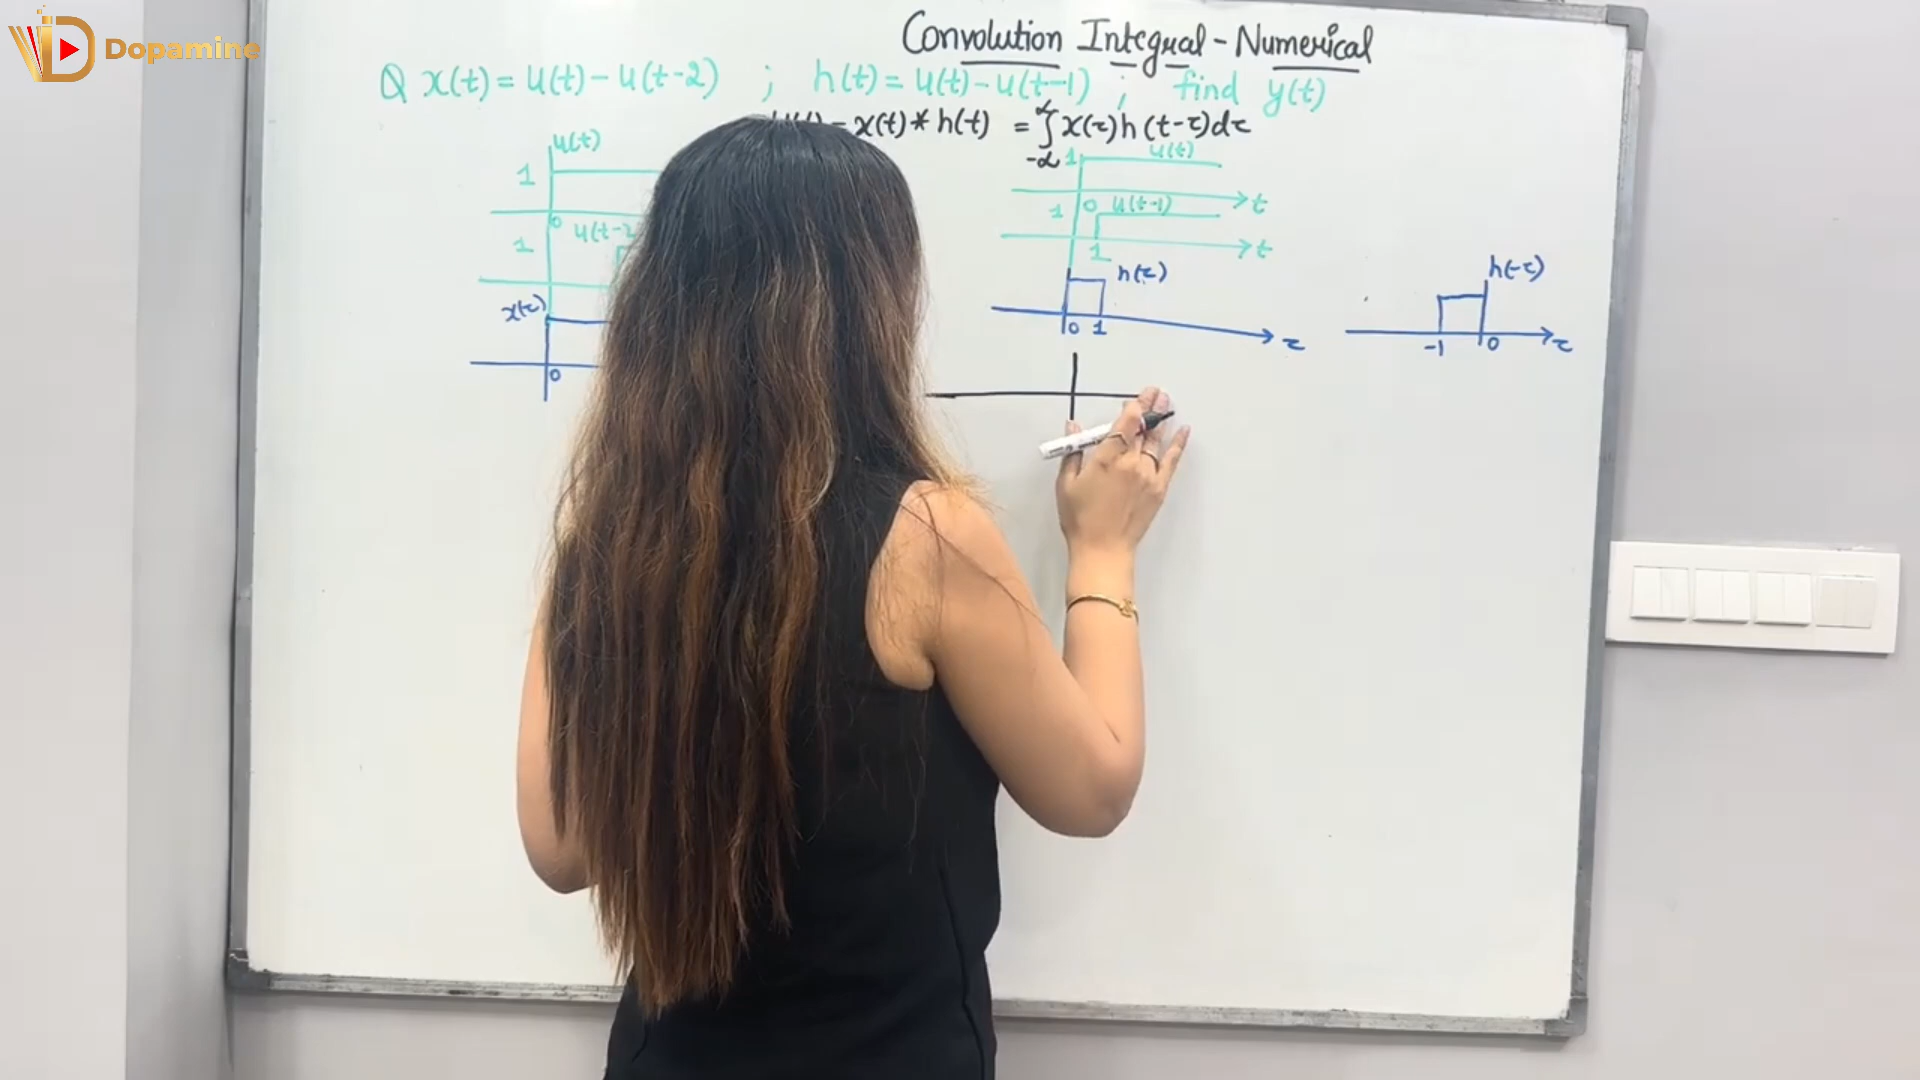 Dopamine
Convolution Integral - Numerical
Q x(t) = u(t) - u(t-2) ; h(t) = u(t) - u(t-1) ; find y(t)
x(t) * h(t) = ∫ x(τ) h (t-τ) dτ
-∞
u(t)
1
0
u(t-2
1
x(τ)
0
1
u(t)
0
t
1
u(t-1)
1
t
h(τ)
0 1
τ
h(-τ)
-1 0
τ